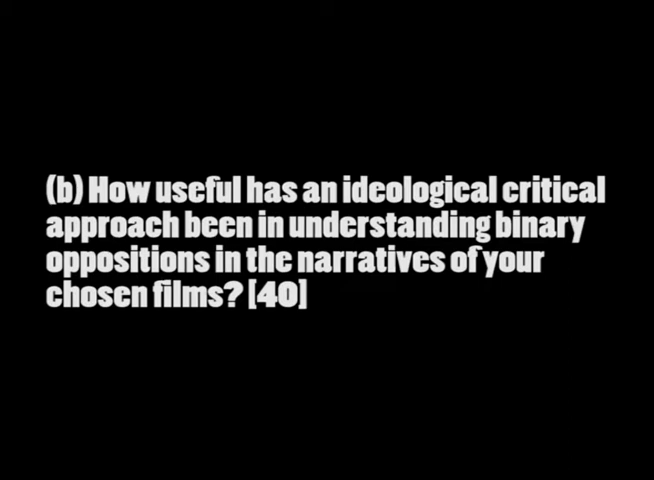 (b) How useful has an ideological critical
approach been in understanding binary
oppositions in the narratives of your
chosen films? [40]